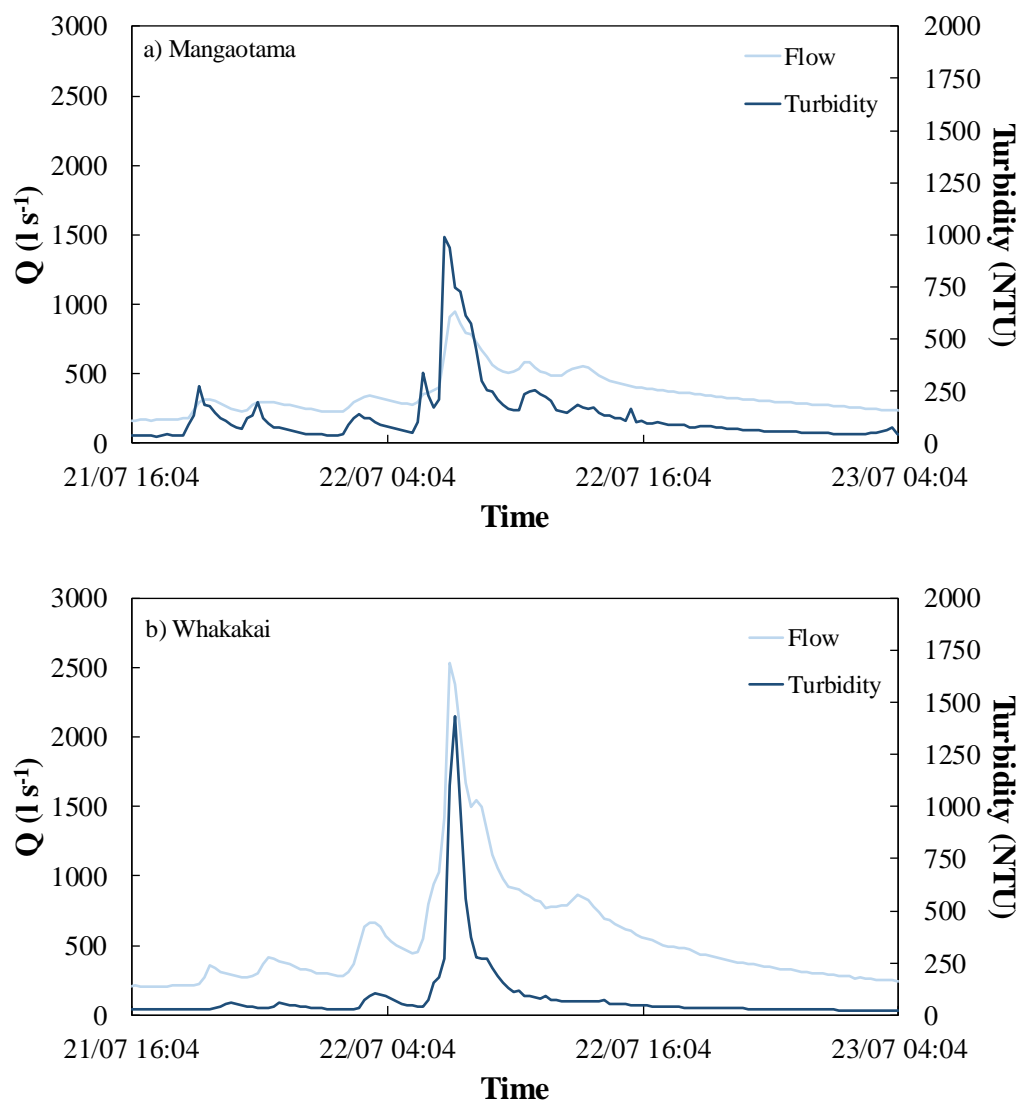 3000 2000
a) Mangaotama
Flow
Turbidity
2500 1750
2000 1500
1500 1250
1000 1000
500 750
0 500
250
0
Q (l s-1)
Turbidity (NTU)
21/07 16:04 22/07 04:04 22/07 16:04 23/07 04:04
Time
3000 2000
b) Whakakai
Flow
Turbidity
2500 1750
2000 1500
1500 1250
1000 1000
500 750
0 500
250
0
Q (l s-1)
Turbidity (NTU)
21/07 16:04 22/07 04:04 22/07 16:04 23/07 04:04
Time